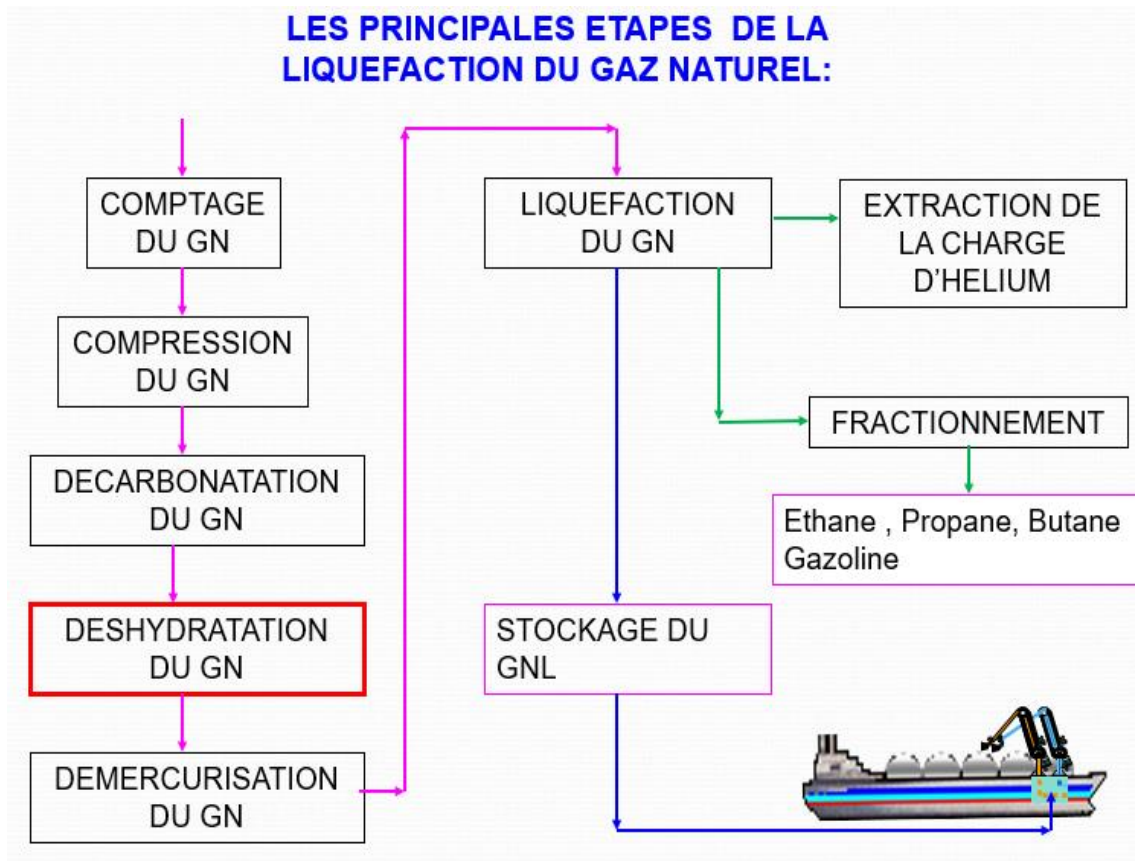 LES PRINCIPALES ETAPES DE LA
LIQUEFACTION DU GAZ NATUREL:
COMPTAGE
DU GN
COMPRESSION
DU GN
DECARBONATATION
DU GN
DESHYDRATATION
DU GN
DEMERCURISATION
DU GN
LIQUEFACTION
DU GN
EXTRACTION DE
LA CHARGE
D'HELIUM
FRACTIONNEMENT
Ethane , Propane, Butane
Gazoline
STOCKAGE DU
GNL